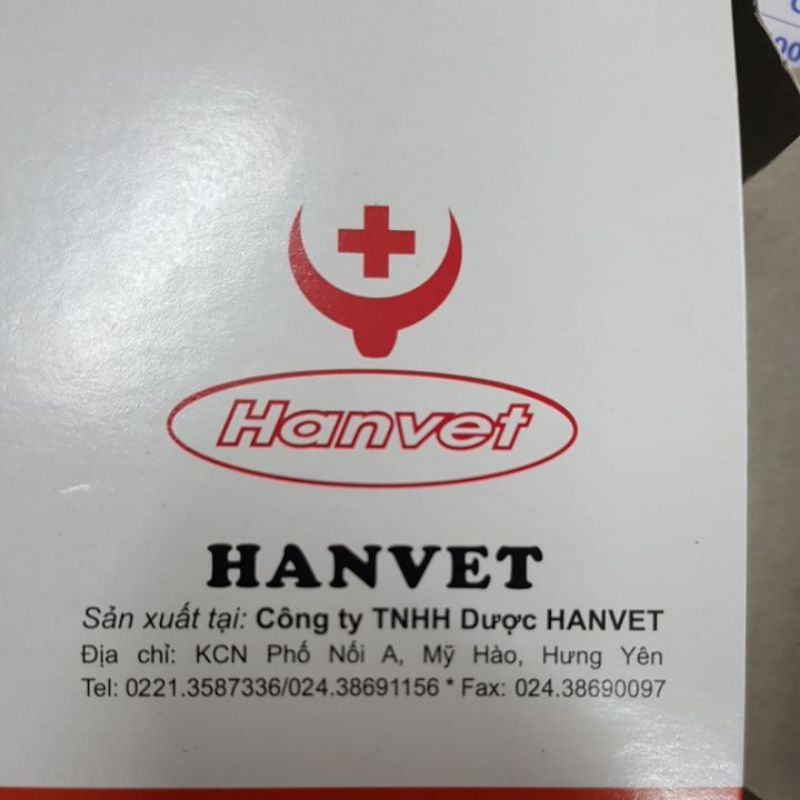 Hanvet
HANVET
Sản xuất tại: Công ty TNHH Dược HANVET
Địa chỉ: KCN Phố Nối A, Mỹ Hào, Hưng Yên
Tel: 0221.3587336/024.38691156 * Fax: 024.38690097